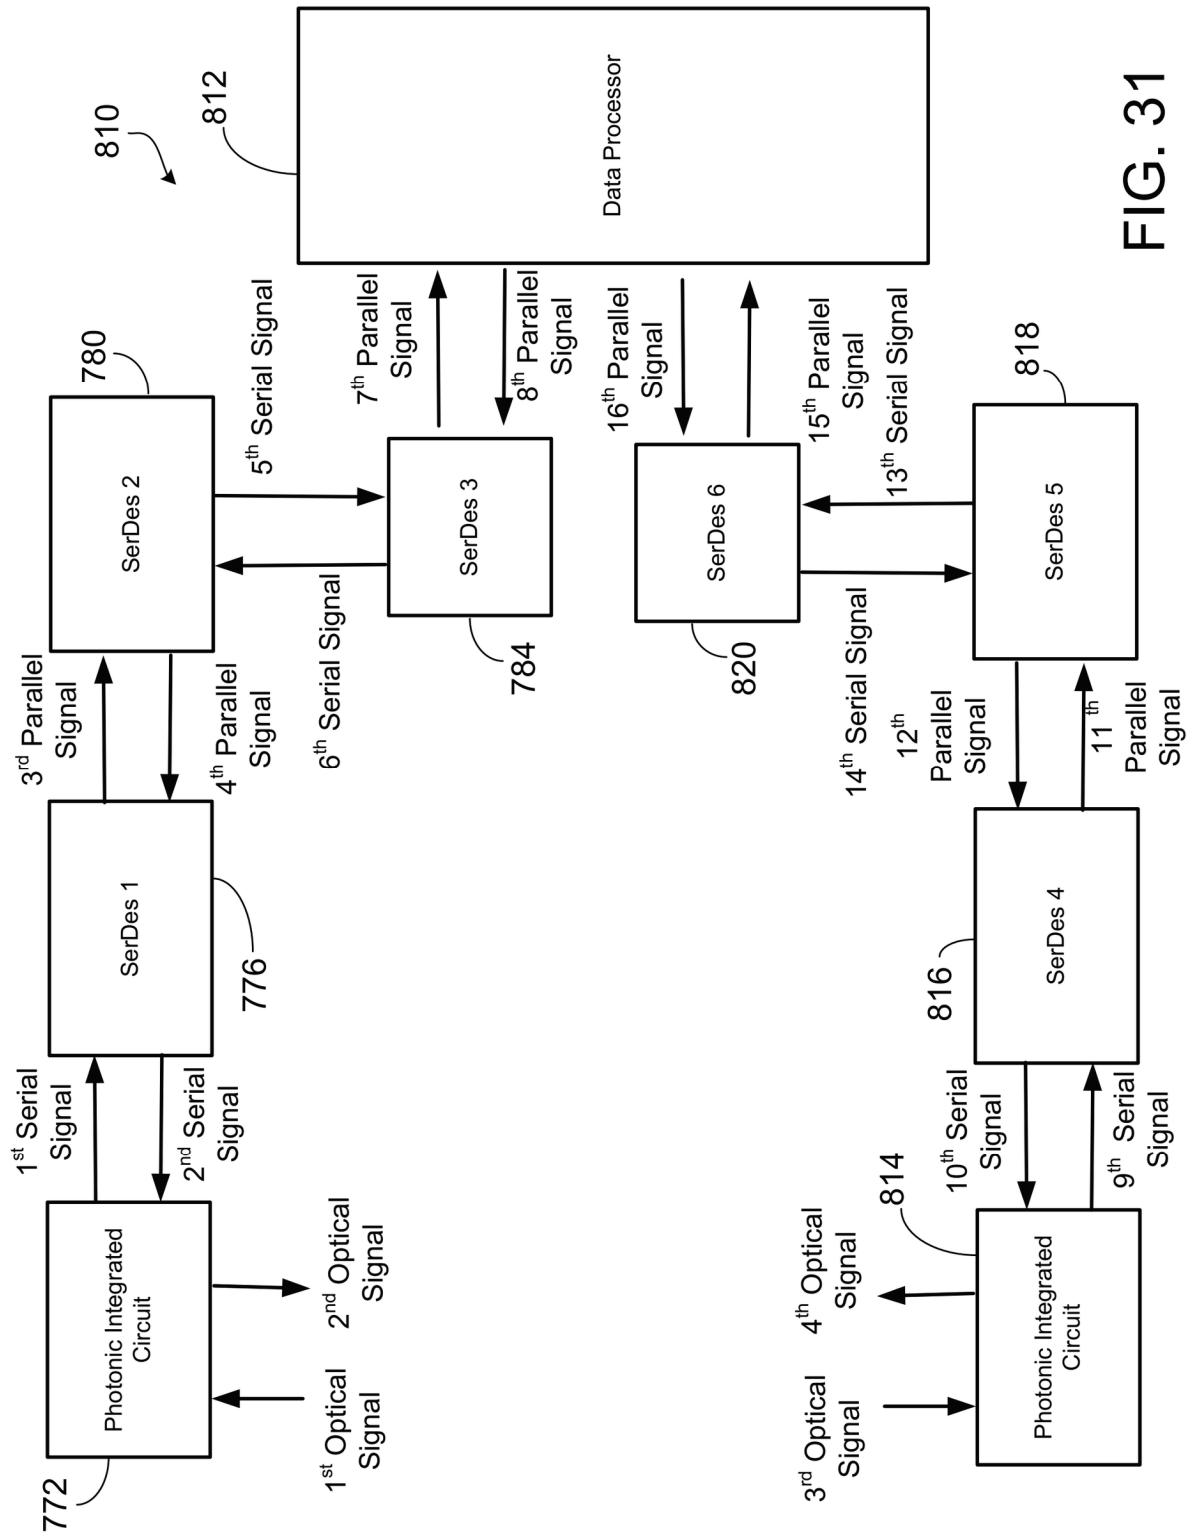 810
812
Data Processor
772
Photonic Integrated
Circuit
1st Optical
Signal
2nd Optical
Signal
1st Serial
Signal
2nd Serial
Signal
776
SerDes 1
3rd Parallel
Signal
4th Parallel
Signal
780
SerDes 2
5th Serial Signal
6th Serial Signal
784
SerDes 3
7th Parallel
Signal
8th Parallel
Signal
16th Parallel
Signal
15th Parallel
Signal
820
SerDes 6
13th Serial Signal
14th Serial Signal
818
SerDes 5
12th
Parallel
Signal
11th
Parallel
Signal
816
SerDes 4
10th Serial
Signal
9th Serial
Signal
814
Photonic Integrated
Circuit
3rd Optical
Signal
4th Optical
Signal
FIG. 31